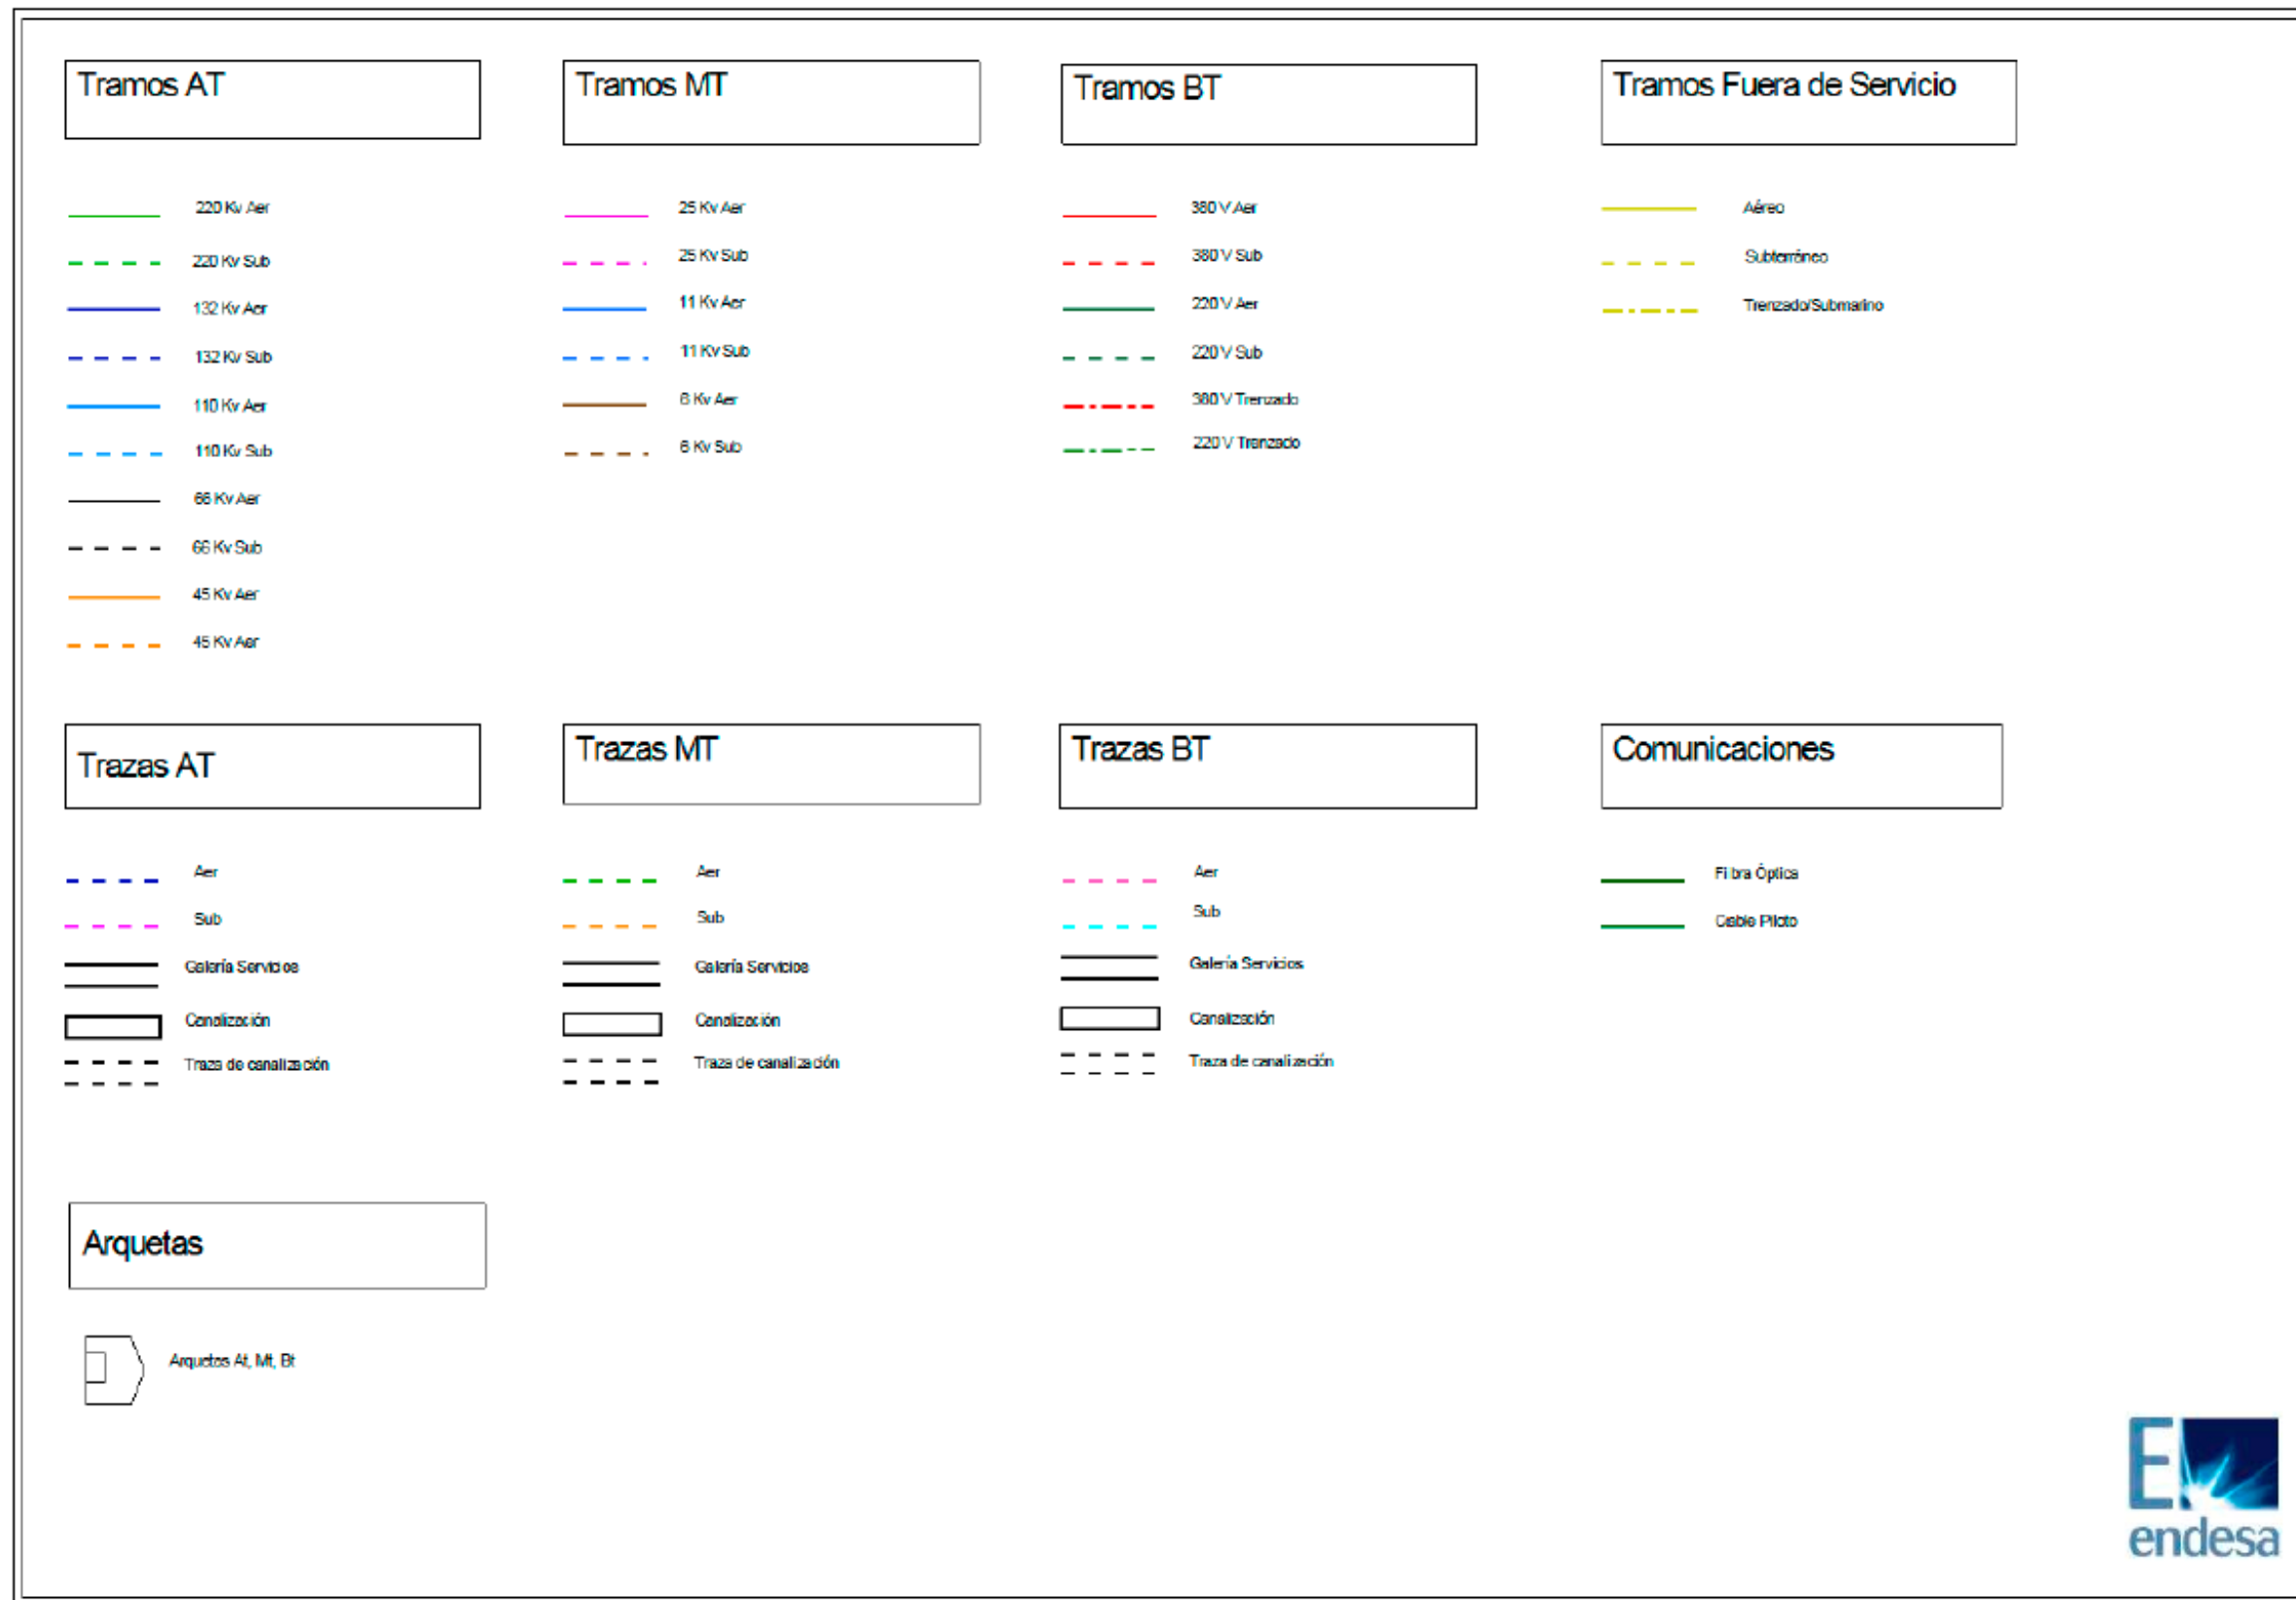 Tramos AT
220 Kv Aer
220 Kv Sub
132 Kv Aer
132 Kv Sub
110 Kv Aer
110 Kv Sub
66 Kv Aer
66 Kv Sub
45 Kv Aer
45 Kv Aer
Tramos MT
25 Kv Aer
25 Kv Sub
11 Kv Aer
11 Kv Sub
6 Kv Aer
6 Kv Sub
Tramos BT
380 V Aer
380 V Sub
220 V Aer
220 V Sub
380 V Trenzado
220 V Trenzado
Tramos Fuera de Servicio
Aéreo
Subterráneo
Trenzado/Submarino
Trazas AT
Aer
Sub
Galería Servicios
Canalización
Traza de canalización
Trazas MT
Aer
Sub
Galería Servicios
Canalización
Traza de canalización
Trazas BT
Aer
Sub
Galería Servicios
Canalización
Traza de canalización
Comunicaciones
Fibra Óptica
Cable Piloto
Arquetas
Arquetas At, Mt, Bt
E
endesa